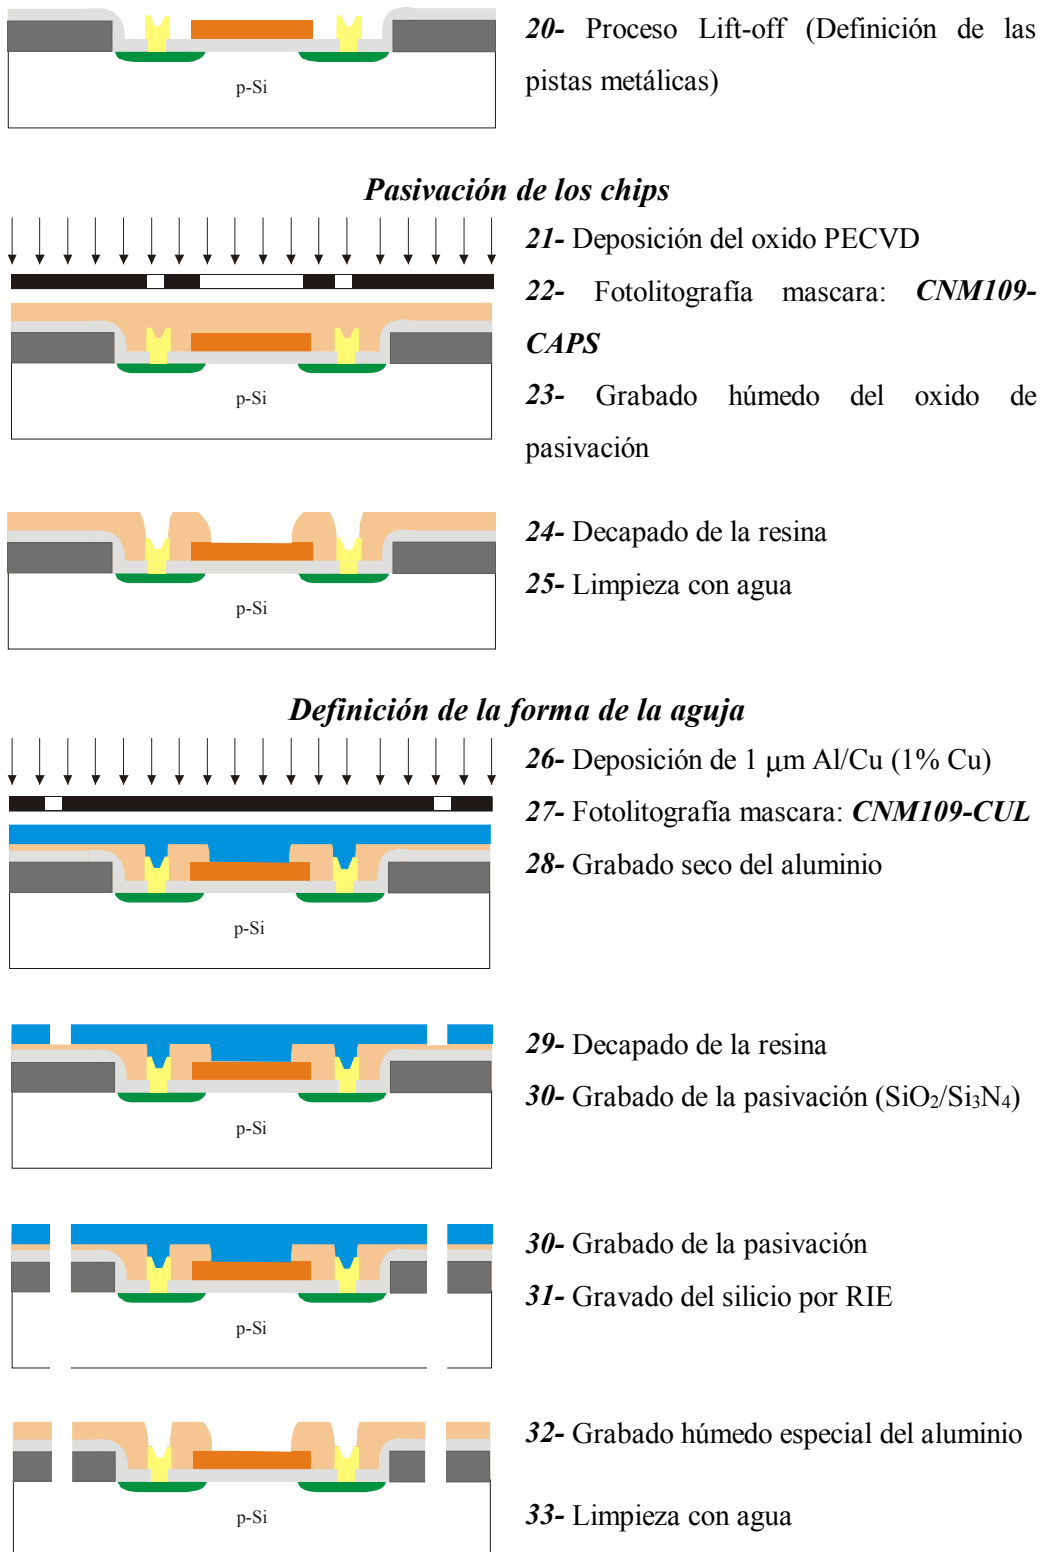 20- Proceso Lift-off (Definición de las
pistas metálicas)
p-Si
Pasivación de los chips
21- Deposición del oxido PECVD
22- Fotolitografía mascara: CNM109-
CAPS
23- Grabado húmedo del oxido de
pasivación
p-Si
24- Decapado de la resina
25- Limpieza con agua
p-Si
Definición de la forma de la aguja
26- Deposición de 1 μm Al/Cu (1% Cu)
27- Fotolitografía mascara: CNM109-CUL
28- Grabado seco del aluminio
p-Si
29- Decapado de la resina
30- Grabado de la pasivación (SiO₂/Si₃N₄)
p-Si
30- Grabado de la pasivación
31- Gravado del silicio por RIE
p-Si
32- Grabado húmedo especial del aluminio
33- Limpieza con agua
p-Si